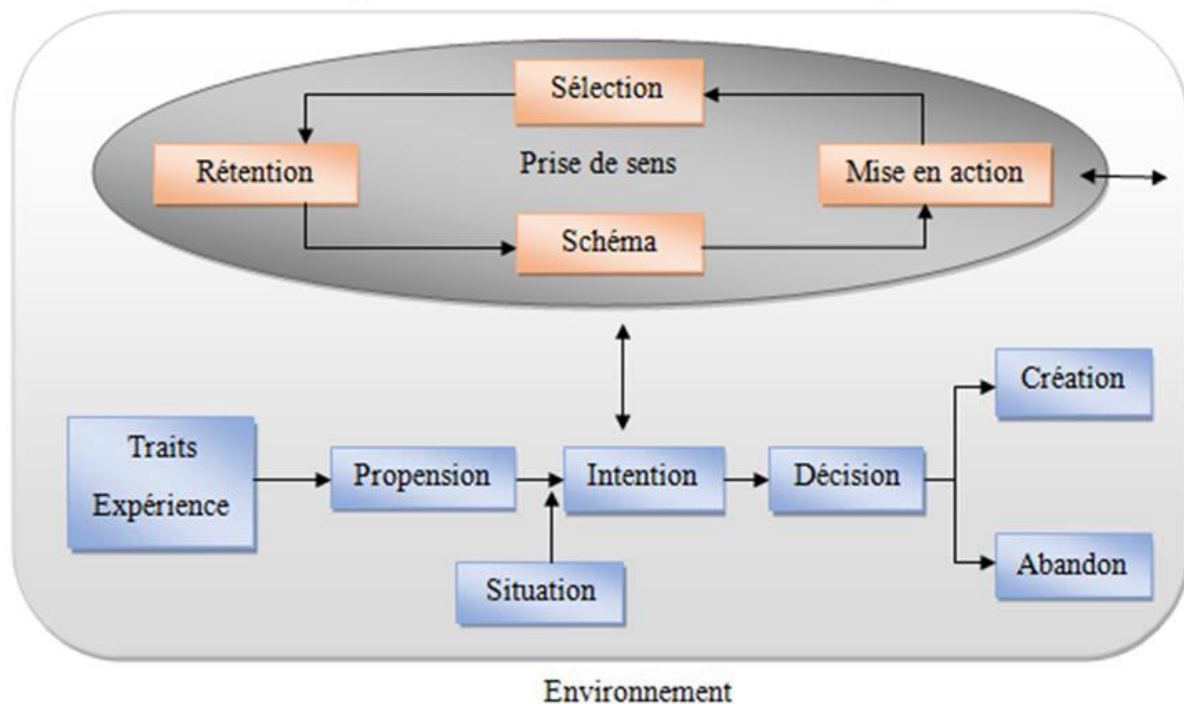 Sélection
Rétention
Prise de sens
Mise en action
Schéma
Création
Traits
Expérience
Propension
Intention
Décision
Situation
Abandon
Environnement